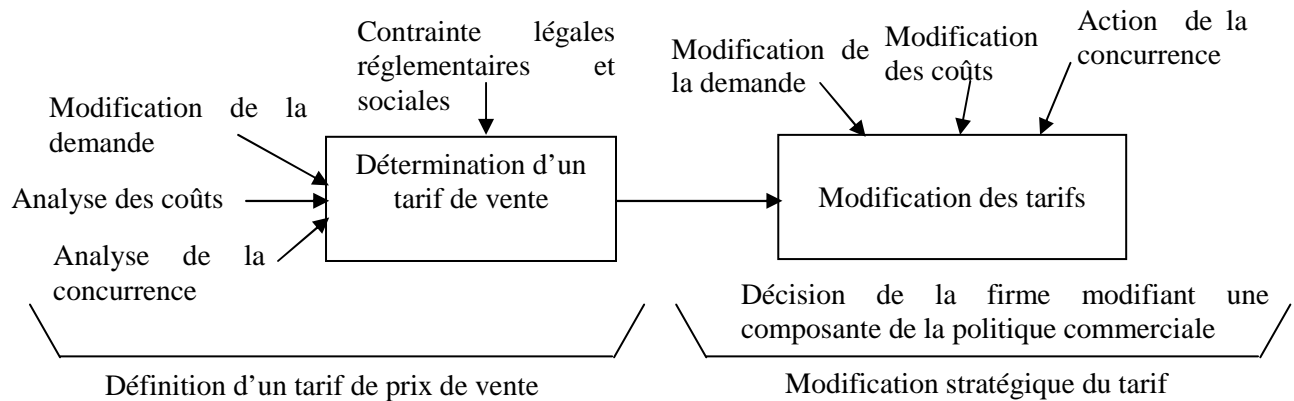 Contrainte légales
réglementaires et
sociales
Modification de la
demande
Analyse des coûts
Analyse de la
concurrence
Détermination d’un
tarif de vente
Modification de
la demande
Modification
des coûts
Action de la
concurrence
Modification des tarifs
Décision de la firme modifiant une
composante de la politique commerciale
Définition d’un tarif de prix de vente
Modification stratégique du tarif